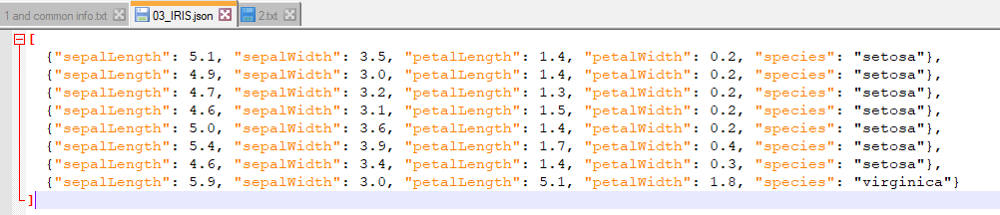 1 and common info.txt 03_IRIS.json 2.txt
[
{"sepalLength": 5.1, "sepalWidth": 3.5, "petalLength": 1.4, "petalWidth": 0.2, "species": "setosa"},
{"sepalLength": 4.9, "sepalWidth": 3.0, "petalLength": 1.4, "petalWidth": 0.2, "species": "setosa"},
{"sepalLength": 4.7, "sepalWidth": 3.2, "petalLength": 1.3, "petalWidth": 0.2, "species": "setosa"},
{"sepalLength": 4.6, "sepalWidth": 3.1, "petalLength": 1.5, "petalWidth": 0.2, "species": "setosa"},
{"sepalLength": 5.0, "sepalWidth": 3.6, "petalLength": 1.4, "petalWidth": 0.2, "species": "setosa"},
{"sepalLength": 5.4, "sepalWidth": 3.9, "petalLength": 1.7, "petalWidth": 0.4, "species": "setosa"},
{"sepalLength": 4.6, "sepalWidth": 3.4, "petalLength": 1.4, "petalWidth": 0.3, "species": "setosa"},
{"sepalLength": 5.9, "sepalWidth": 3.0, "petalLength": 5.1, "petalWidth": 1.8, "species": "virginica"}
]